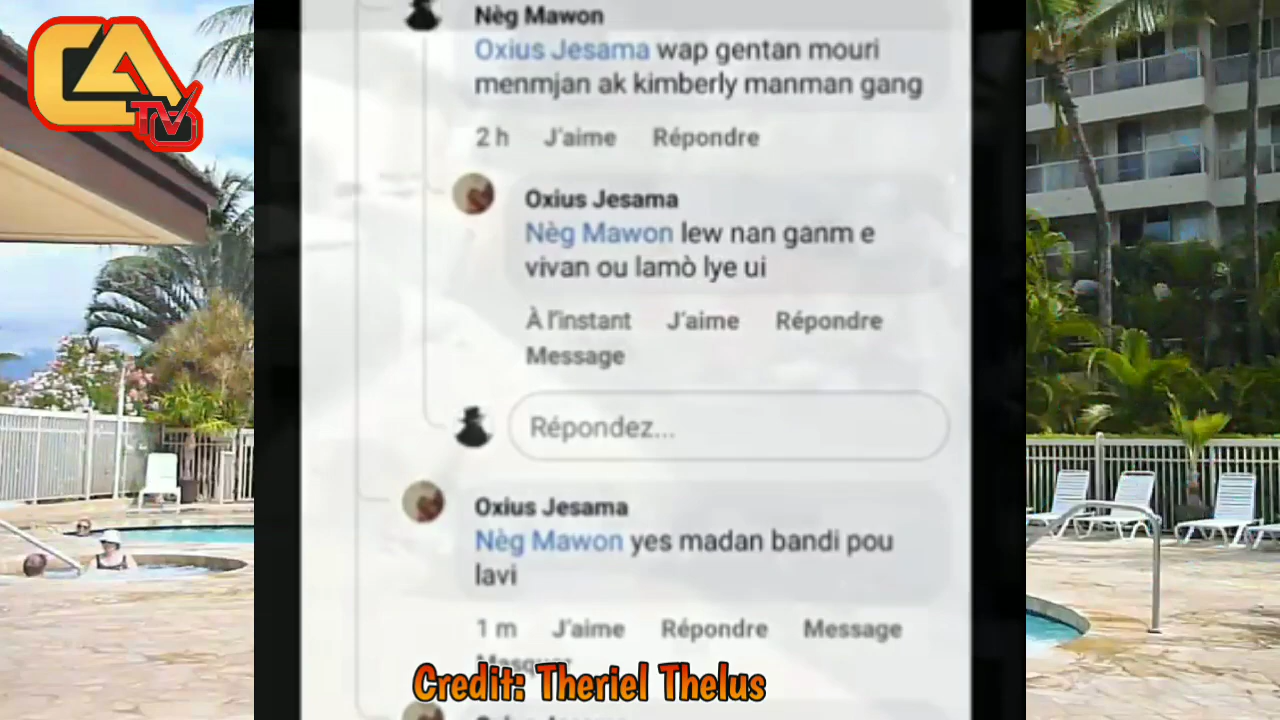 CA
TV
Nèg Mawon
Oxius Jesama wap gentan mouri
menmjan ak kimberly manman gang
2 h J'aime Répondre
Oxius Jesama
Nèg Mawon lew nan ganm e
vivan ou lamò lye ui
À l'instant J'aime Répondre
Message
Répondez...
Oxius Jesama
Nèg Mawon yes madan bandi pou
lavi
1 m J'aime Répondre Message
Credit: Theriel Thelus